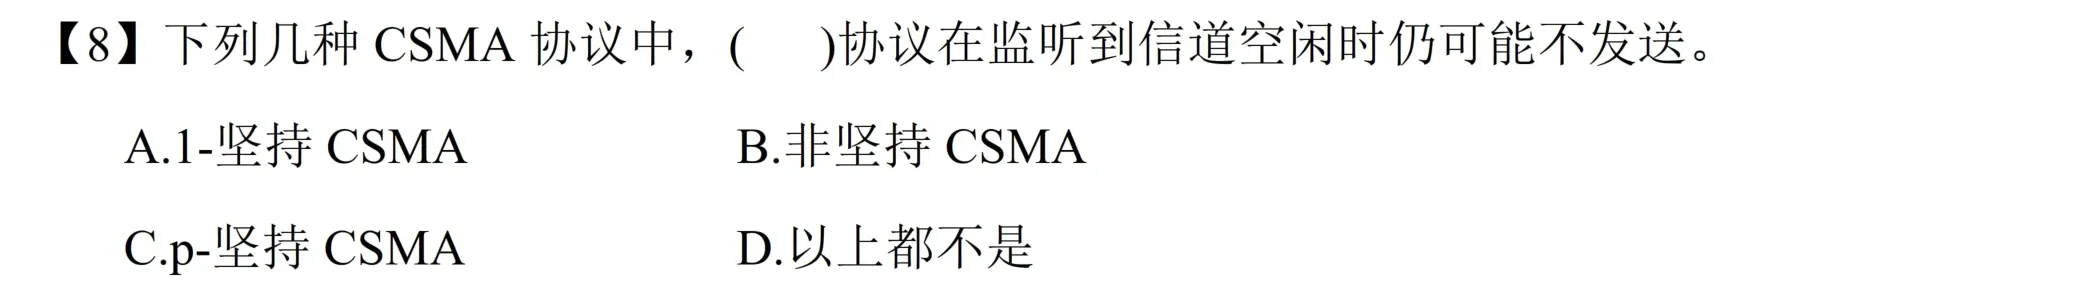 【8】下列几种 CSMA 协议中，(    )协议在监听到信道空闲时仍可能不发送。
A.1-坚持 CSMA    B.非坚持 CSMA
C.p-坚持 CSMA    D.以上都不是